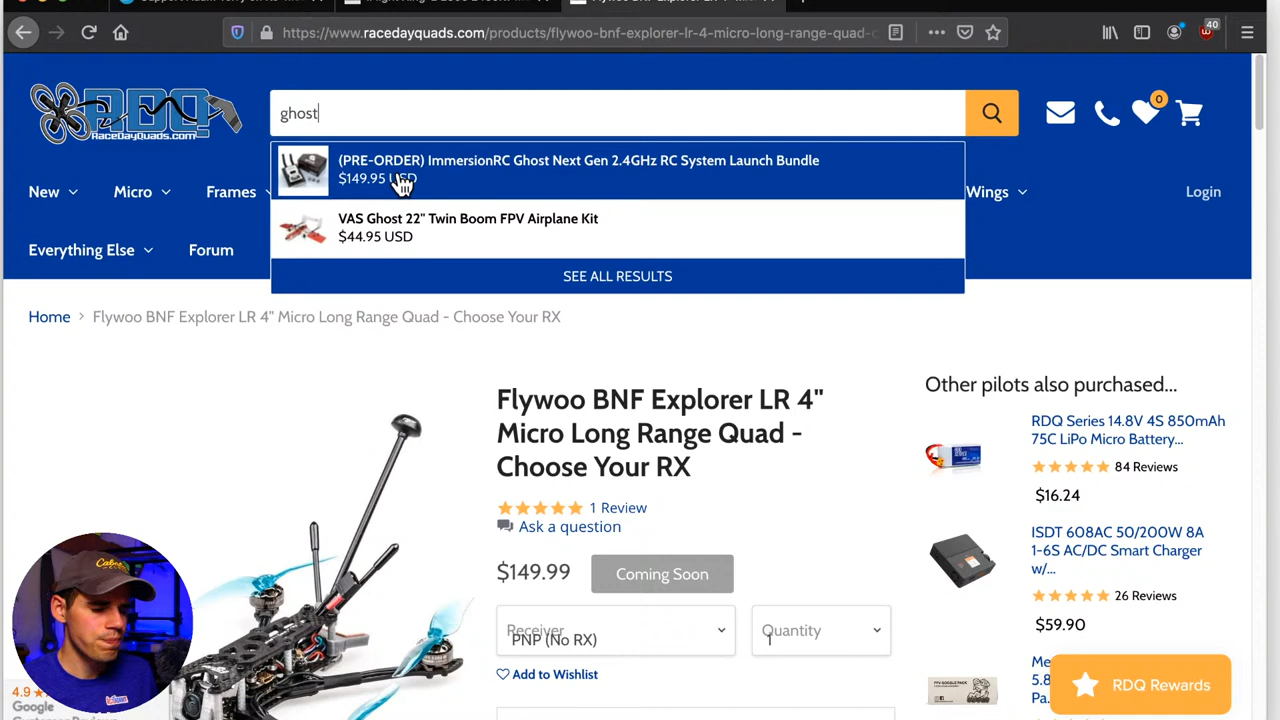 https://www.racedayquads.com/products/flywoo-bnf-explorer-lr-4-micro-long-range-quad-c
40
RDQ
RaceDayQuads.com
ghost
0
(PRE-ORDER) ImmersionRC Ghost Next Gen 2.4GHz RC System Launch Bundle
$149.95 USD
VAS Ghost 22" Twin Boom FPV Airplane Kit
$44.95 USD
SEE ALL RESULTS
New
Micro
Frames
Wings
Login
Everything Else
Forum
Home > Flywoo BNF Explorer LR 4" Micro Long Range Quad - Choose Your RX
Flywoo BNF Explorer LR 4"
Micro Long Range Quad -
Choose Your RX
1 Review
Ask a question
$149.99
Coming Soon
Receiver
PNP (No RX)
Quantity
1
Add to Wishlist
Other pilots also purchased...
RDQ Series 14.8V 4S 850mAh
75C LiPo Micro Battery...
84 Reviews
$16.24
ISDT 608AC 50/200W 8A
1-6S AC/DC Smart Charger
w/...
26 Reviews
$59.90
Me
5.8
Pa..
RDQ Rewards
4.9
Google